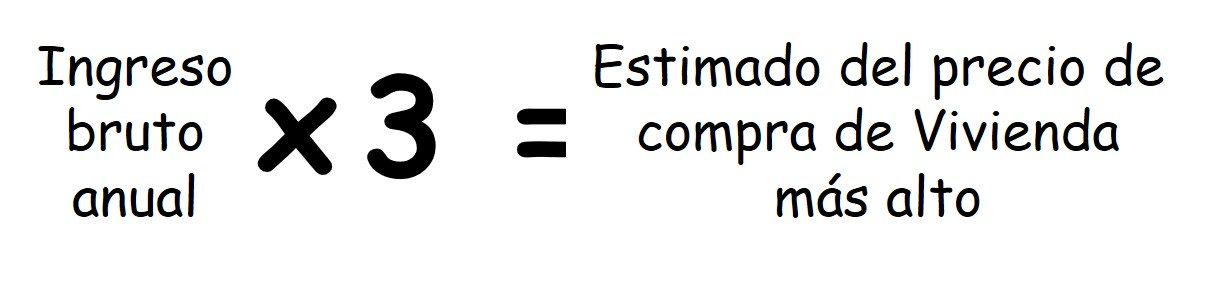 Ingreso
bruto
anual
× 3 =
Estimado del precio de
compra de Vivienda
más alto